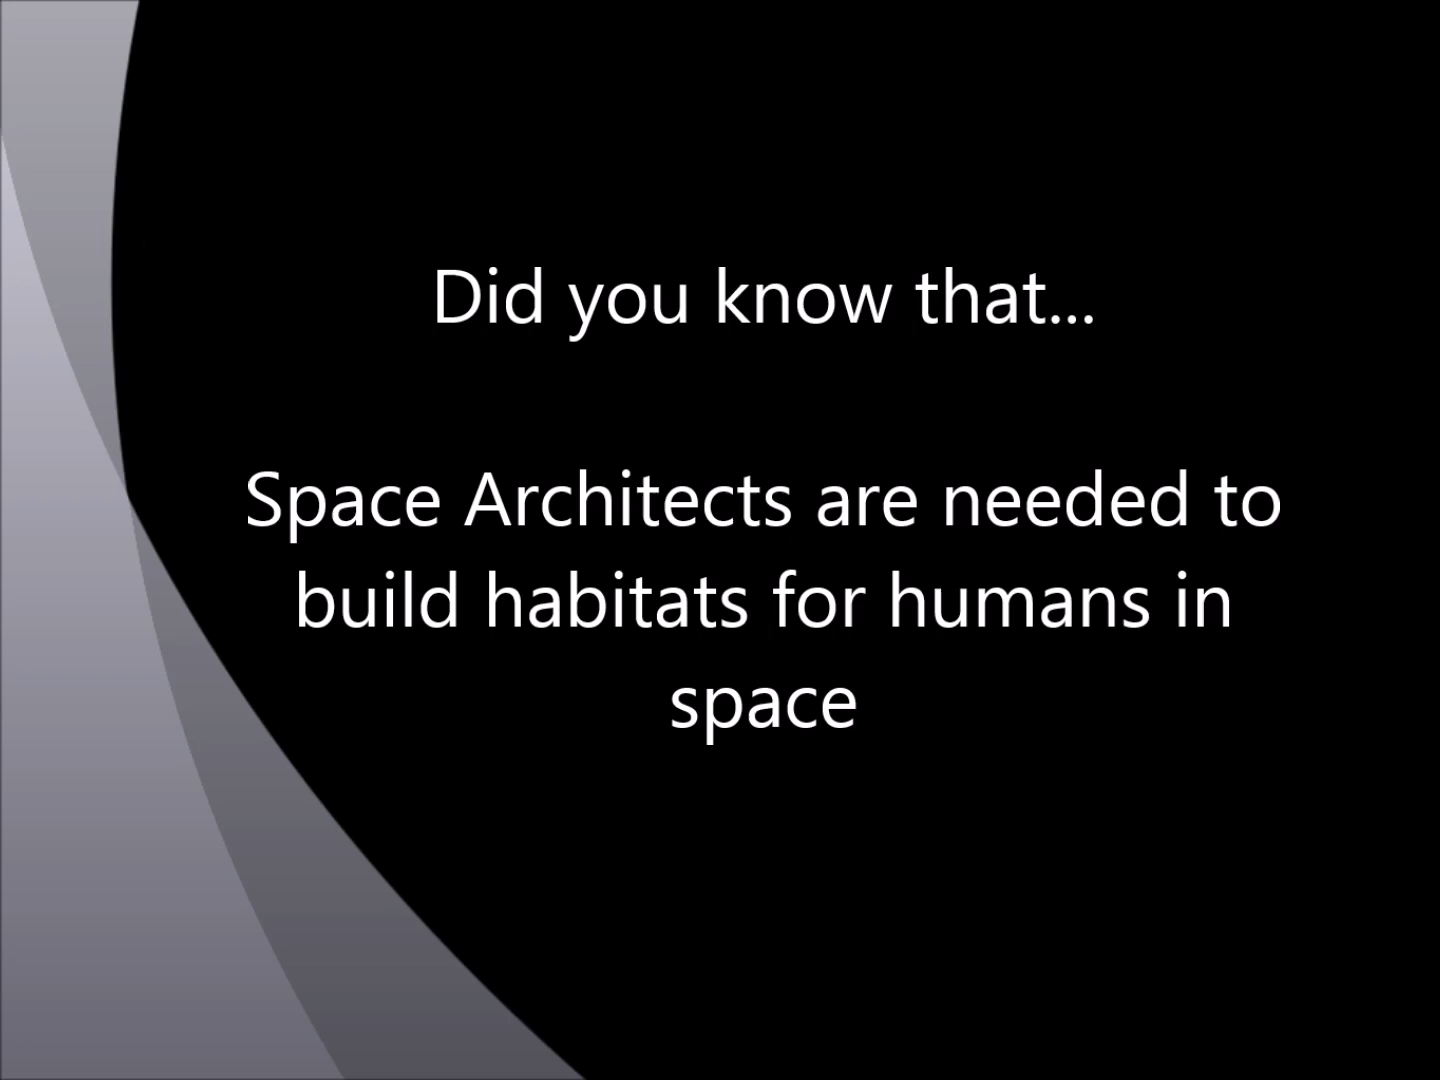 Did you know that...
Space Architects are needed to
build habitats for humans in
space